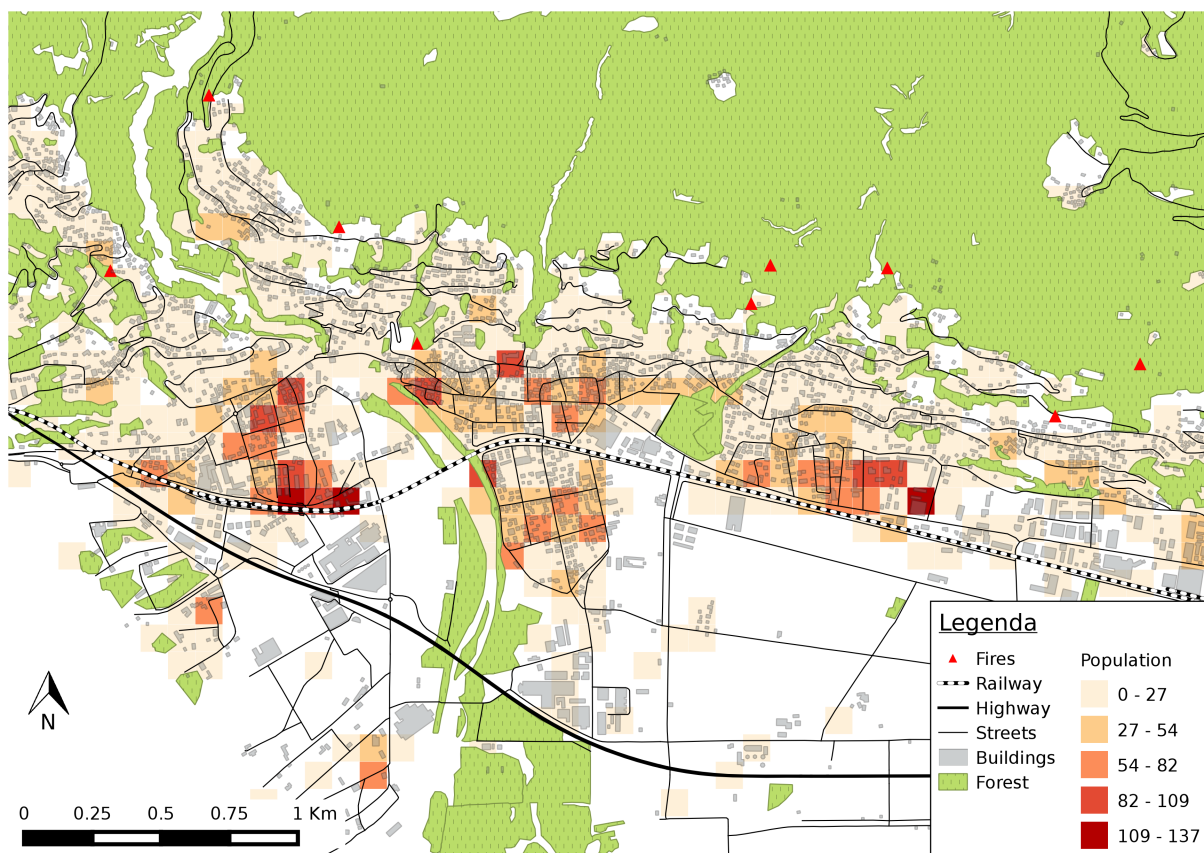 N
0 0.25 0.5 0.75 1 Km
Legenda
Fires
Railway
Highway
Streets
Buildings
Forest
Population
0 - 27
27 - 54
54 - 82
82 - 109
109 - 137